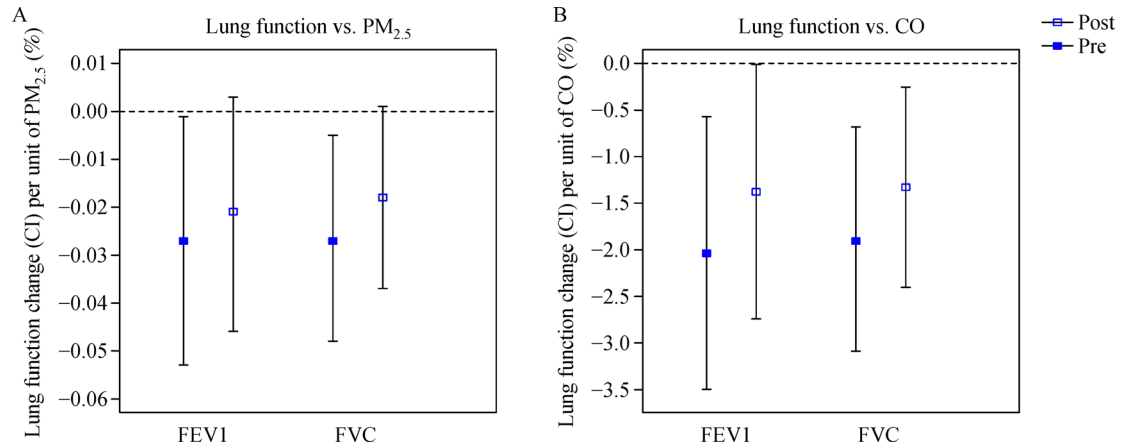 A
Lung function vs. PM2.5
Lung function change (CI) per unit of PM2.5 (%)
0.01
0.00
−0.01
−0.02
−0.03
−0.04
−0.05
−0.06
FEV1
FVC
B
Lung function vs. CO
Lung function change (CI) per unit of CO (%)
0.0
−0.5
−1.0
−1.5
−2.0
−2.5
−3.0
−3.5
FEV1
FVC
Post
Pre